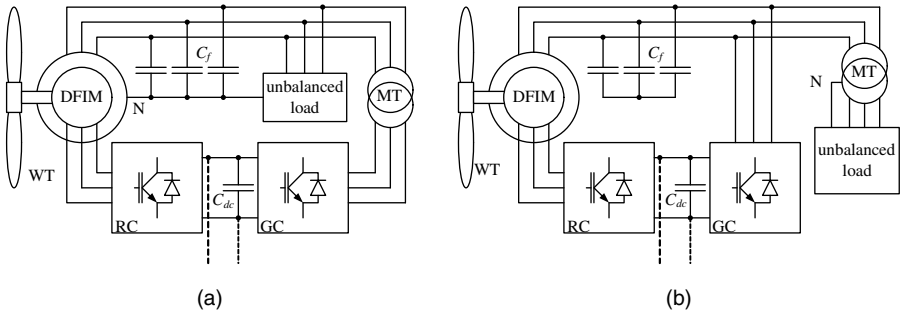 C_f
DFIM
N
unbalanced
load
MT
WT
C_dc
RC
GC
(a)
C_f
N
MT
DFIM
unbalanced
load
WT
C_dc
RC
GC
(b)